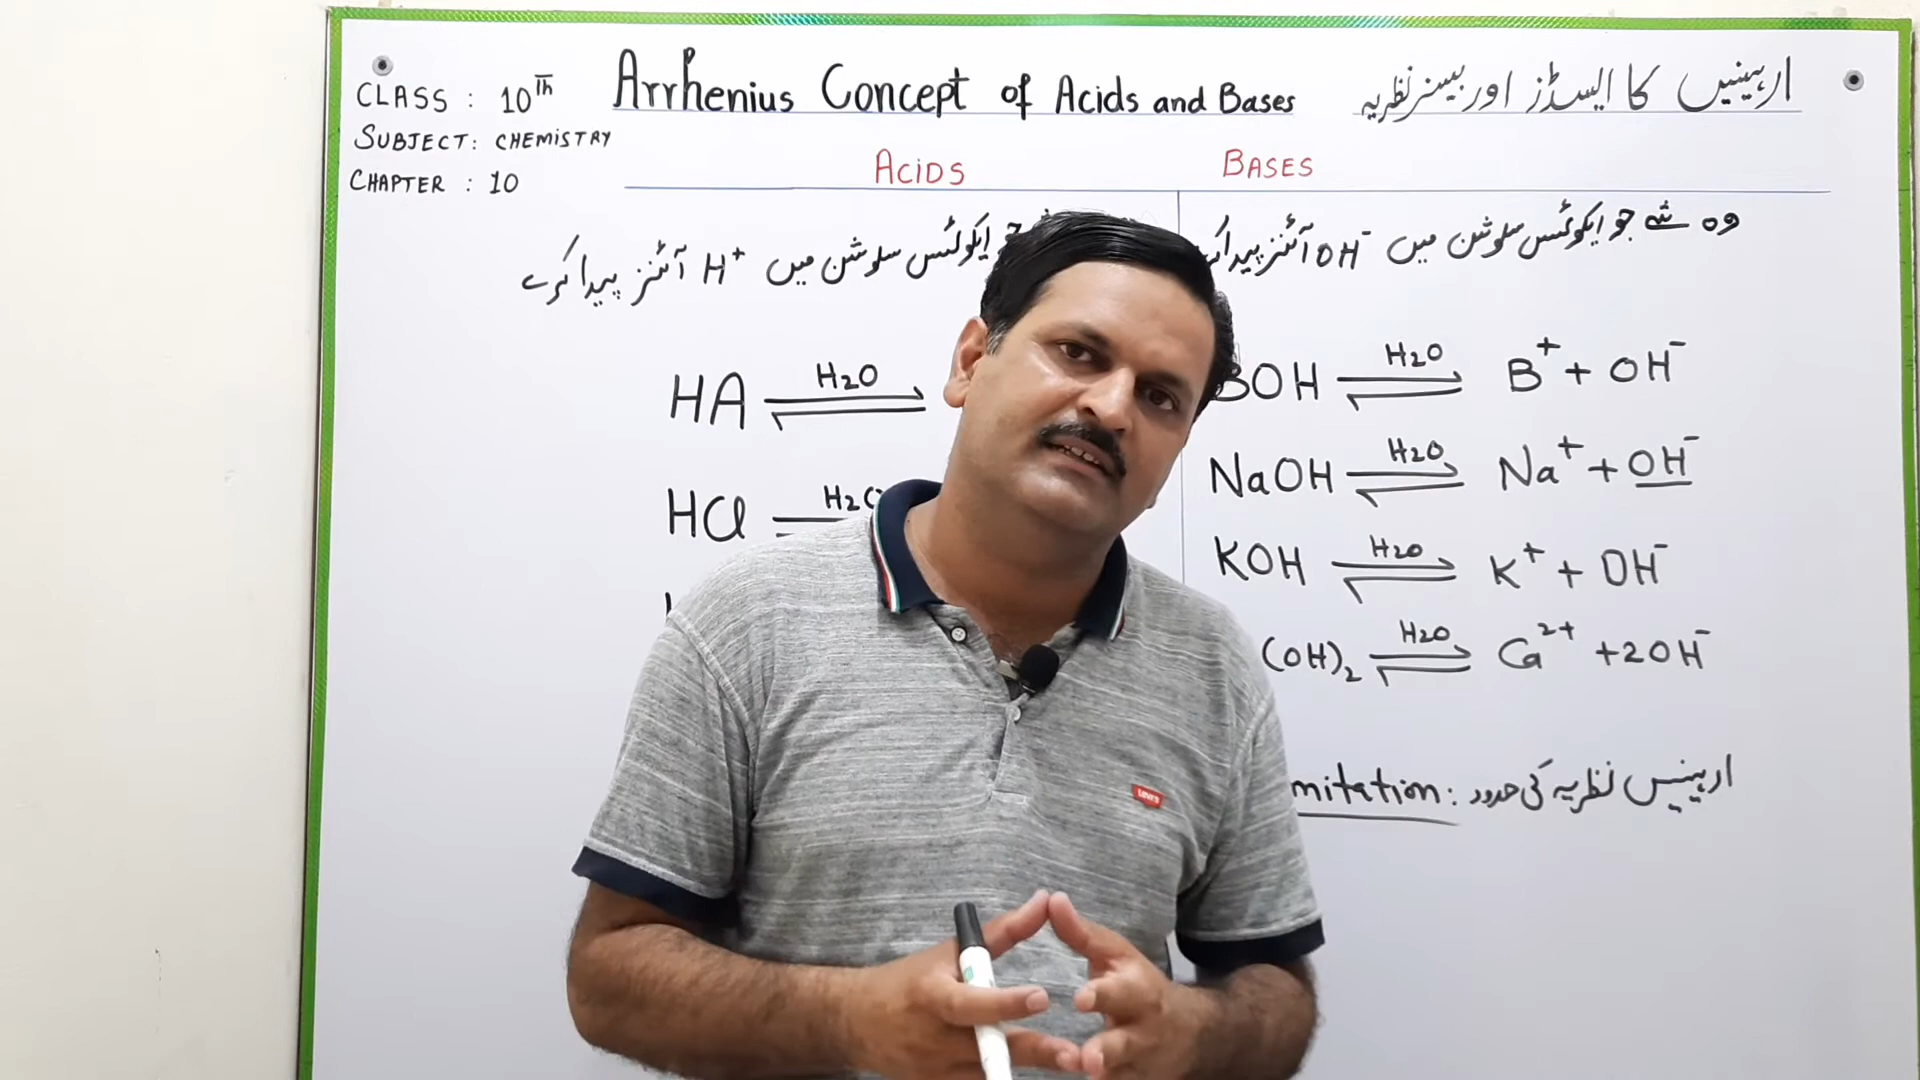 CLASS : 10th
SUBJECT: CHEMISTRY
CHAPTER : 10
Arrhenius Concept of Acids and Bases
ارہینیس کا ایسڈز اور بیسز نظریہ
ACIDS
BASES
جو ایکوئس سلوشن میں H+ آئنز پیدا کرے
وہ شے جو ایکوئس سلوشن میں OH- آئنز پیدا
HA ⇌ H2O
HCl H2O
BOH ⇌ H2O B+ + OH-
NaOH ⇌ H2O Na+ + OH-
KOH ⇌ H2O K+ + OH-
(OH)2 ⇌ H2O Ca2+ + 2OH-
mitation: ارہینیس نظریہ کی حدود
LEVI'S